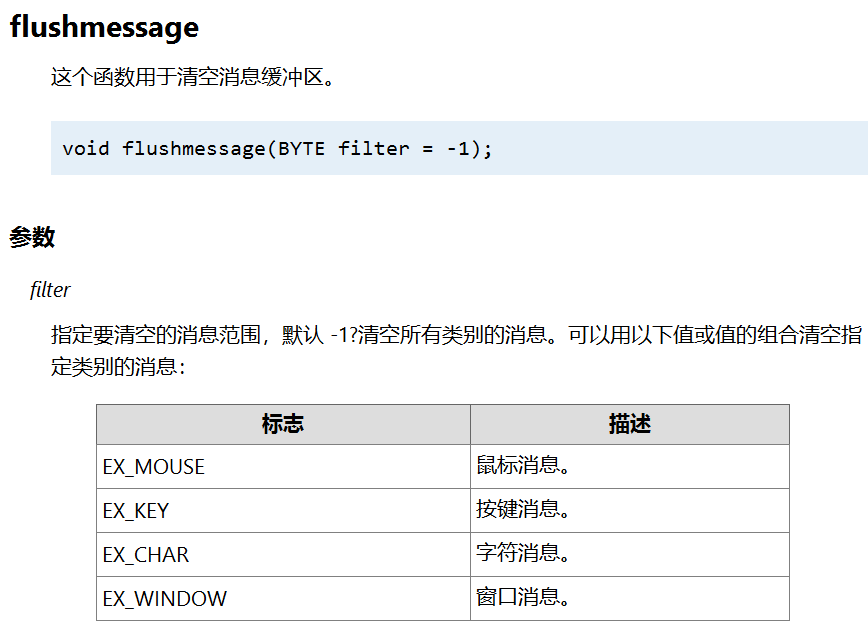 flushmessage
这个函数用于清空消息缓冲区。
void flushmessage(BYTE filter = -1);
参数
filter
指定要清空的消息范围，默认 -1?清空所有类别的消息。可以用以下值或值的组合清空指
定类别的消息：
标志 描述
EX_MOUSE 鼠标消息。
EX_KEY 按键消息。
EX_CHAR 字符消息。
EX_WINDOW 窗口消息。